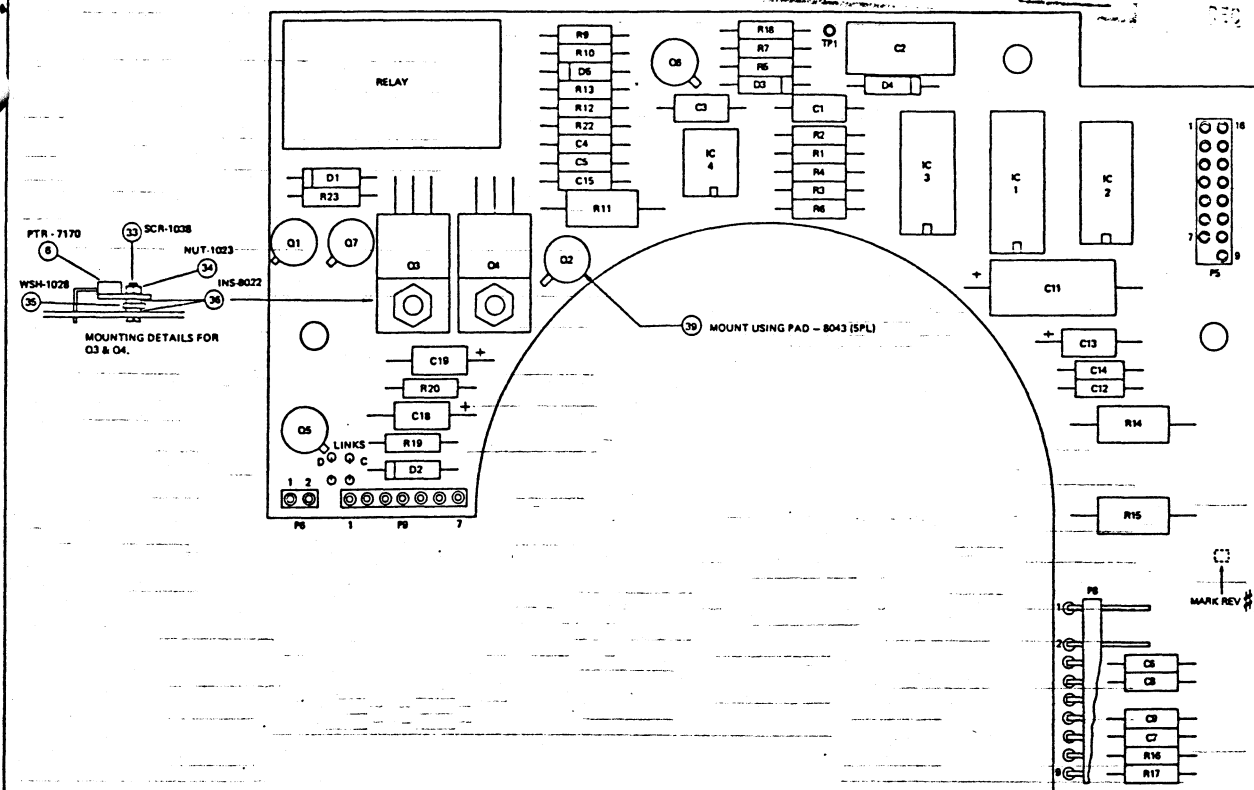 RELAY
R9
R10
D6
R13
R12
R22
C4
C5
C15
R11
Q6
R18
R7
R5
D3
TP1
C2
D4
C3
C1
IC 4
R2
R1
R4
R3
R6
IC 3
IC 1
IC 2
1 16
7
9
P5
D1
R23
Q1
Q7
Q3
Q4
Q2
C11
+
PTR - 7170
6
33 SCR-1038
NUT-1023
34
WSH-1028
35
INS-8022
36
MOUNTING DETAILS FOR
Q3 & Q4.
39 MOUNT USING PAD – 8043 (5PL)
C19 +
R20
C18 +
Q5
LINKS
D C
R19
D2
1 2
P6
1 P9 7
+ C13
C14
C12
R14
R15
MARK REV
P8
1
2
9
C6
C8
C9
C7
R16
R17